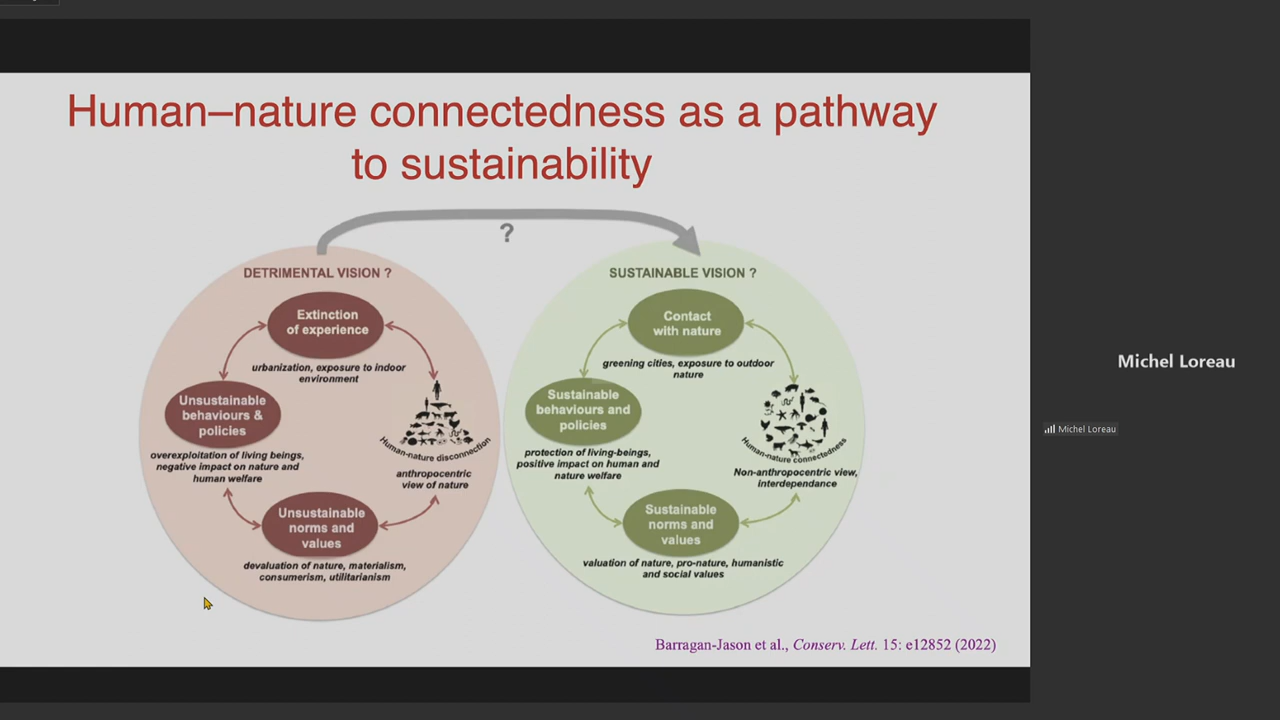 Human–nature connectedness as a pathway
to sustainability
?
DETRIMENTAL VISION ?
Extinction
of experience
urbanization, exposure to indoor
environment
Unsustainable
behaviours &
policies
overexploitation of living beings,
negative impact on nature and
human welfare
Human-nature disconnection
anthropocentric
view of nature
Unsustainable
norms and
values
devaluation of nature, materialism,
consumerism, utilitarianism
SUSTAINABLE VISION ?
Contact
with nature
greening cities, exposure to outdoor
nature
Sustainable
behaviours and
policies
protection of living-beings,
positive impact on human and
nature welfare
Human-nature connectedness
Non-anthropocentric view,
interdependance
Sustainable
norms and
values
valuation of nature, pro-nature, humanistic
and social values
Barragan-Jason et al., Conserv. Lett. 15: e12852 (2022)
Michel Loreau
Michel Loreau